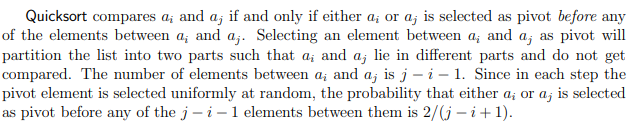 Quicksort compares a_i and a_j if and only if either a_i or a_j is selected as pivot before any
of the elements between a_i and a_j. Selecting an element between a_i and a_j as pivot will
partition the list into two parts such that a_i and a_j lie in different parts and do not get
compared. The number of elements between a_i and a_j is j − i − 1. Since in each step the
pivot element is selected uniformly at random, the probability that either a_i or a_j is selected
as pivot before any of the j − i − 1 elements between them is 2/(j − i + 1).